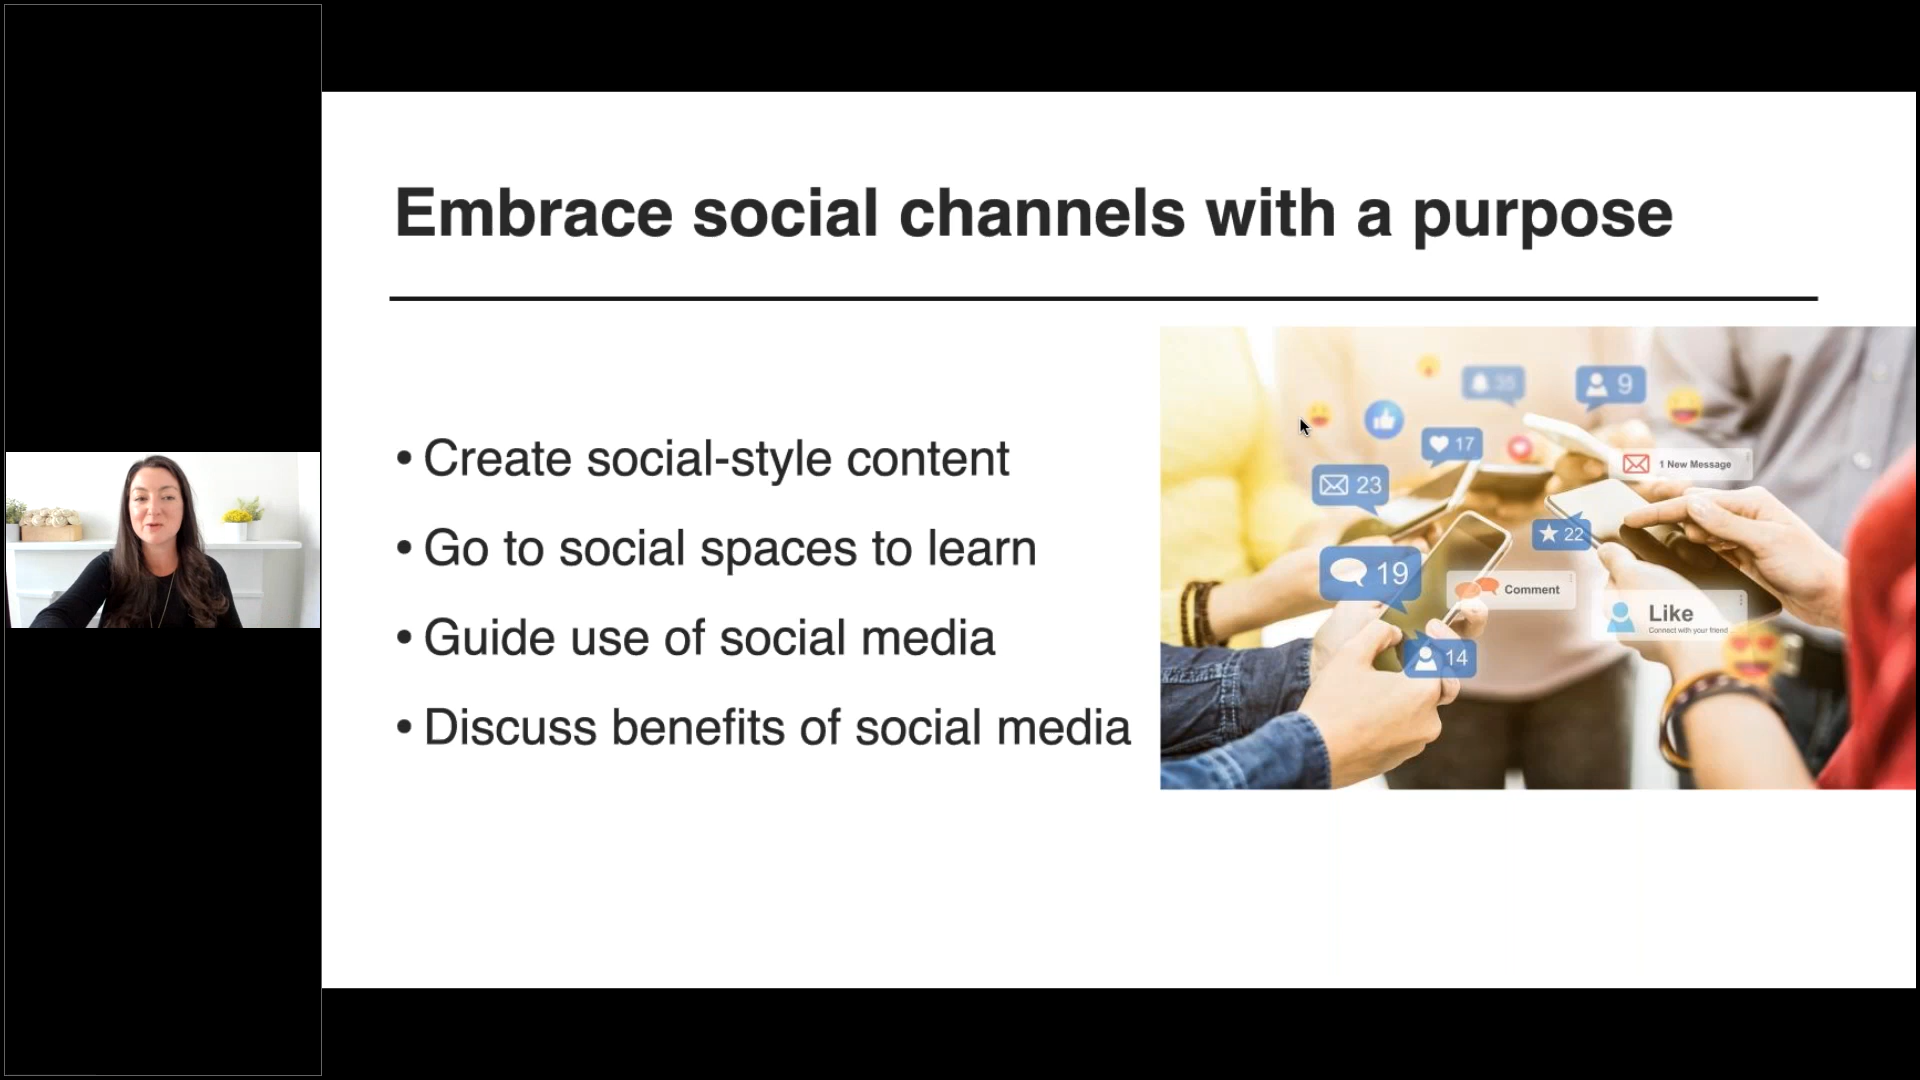 Embrace social channels with a purpose
• Create social-style content
• Go to social spaces to learn
• Guide use of social media
• Discuss benefits of social media
9
17
1 New Message
23
22
19
Comment
Like
Connect with your friend
14